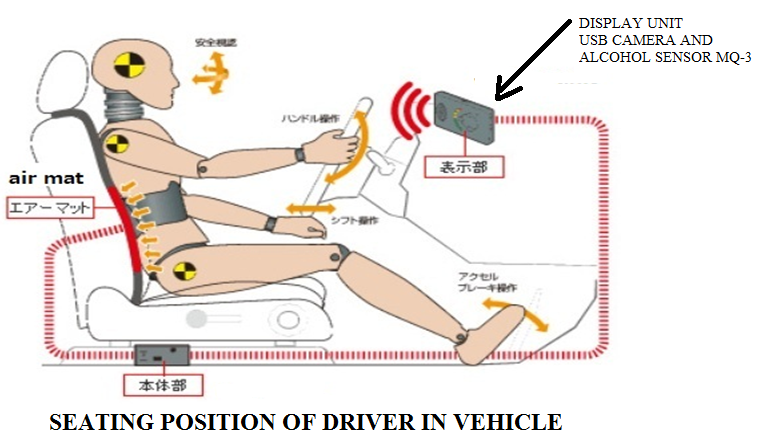 DISPLAY UNIT
USB CAMERA AND
ALCOHOL SENSOR MQ-3
安全視認
ハンドル操作
表示部
air mat
エアーマット
シフト操作
アクセル
ブレーキ操作
本体部
SEATING POSITION OF DRIVER IN VEHICLE